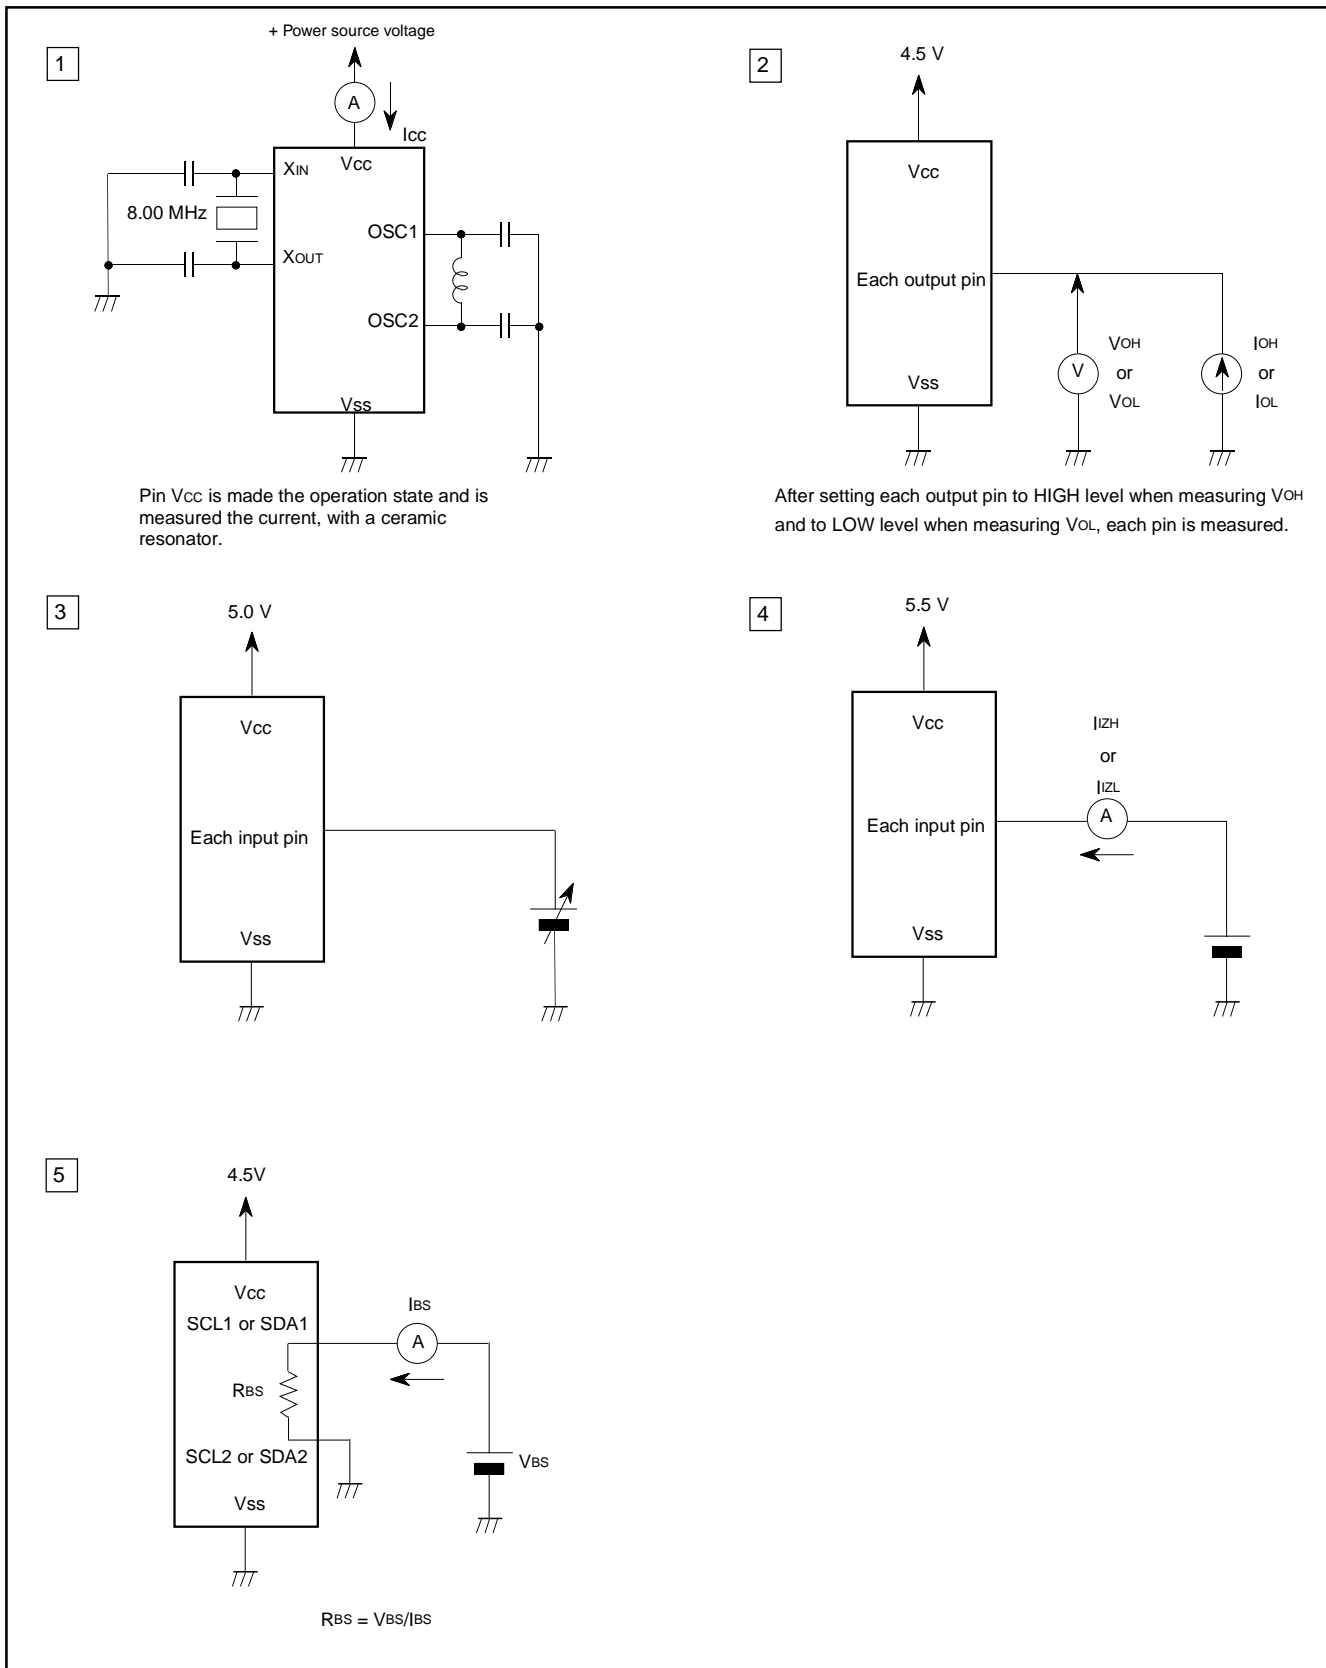 1
+ Power source voltage
A
Icc
XIN
Vcc
8.00 MHz
OSC1
XOUT
OSC2
Vss
Pin VCC is made the operation state and is
measured the current, with a ceramic
resonator.
2
4.5 V
Vcc
Each output pin
VOH
or
VOL
V
IOH
or
IOL
Vss
After setting each output pin to HIGH level when measuring VOH
and to LOW level when measuring VOL, each pin is measured.
3
5.0 V
Vcc
Each input pin
Vss
4
5.5 V
Vcc
IIZH
or
IIZL
A
Each input pin
Vss
5
4.5V
Vcc
SCL1 or SDA1
IBS
A
RBS
SCL2 or SDA2
VBS
Vss
RBS = VBS/IBS